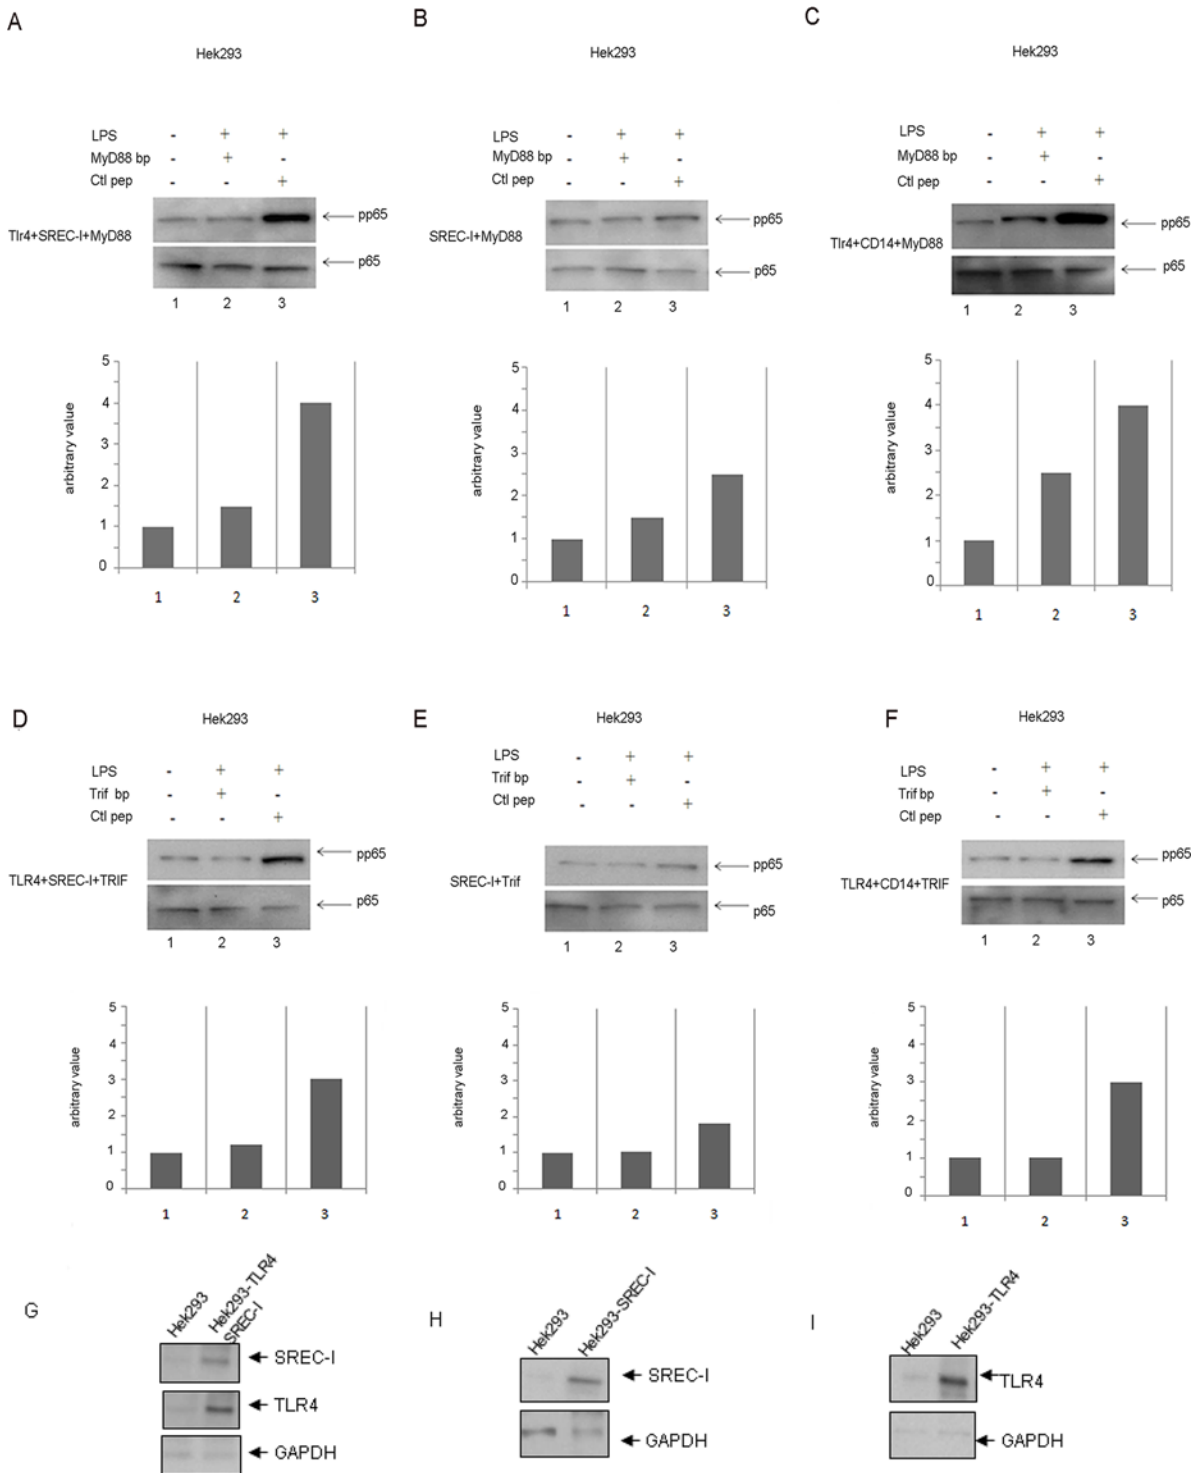 A
Hek293
LPS - + +
MyD88 bp - + -
Ctl pep - - +
Tlr4+SREC-I+MyD88
pp65
p65
1 2 3
arbitrary value
5
4
3
2
1
0
1 2 3
B
Hek293
LPS - + +
MyD88 bp - + -
Ctl pep - - +
SREC-I+MyD88
pp65
p65
1 2 3
arbitrary value
5
4
3
2
1
0
1 2 3
C
Hek293
LPS - + +
MyD88 bp - + -
Ctl pep - - +
Tlr4+CD14+MyD88
pp65
p65
1 2 3
arbitrary value
5
4
3
2
1
0
1 2 3
D
Hek293
LPS - + +
Trif bp - + -
Ctl pep - - +
TLR4+SREC-I+TRIF
pp65
p65
1 2 3
arbitrary value
5
4
3
2
1
0
1 2 3
E
Hek293
LPS - + +
Trif bp - + -
Ctl pep - - +
SREC-I+Trif
pp65
p65
1 2 3
arbitrary value
5
4
3
2
1
0
1 2 3
F
Hek293
LPS - + +
Trif bp - + -
Ctl pep - - +
TLR4+CD14+TRIF
pp65
p65
1 2 3
arbitrary value
5
4
3
2
1
0
1 2 3
G
Hek293
Hek293-TLR4
SREC-I
SREC-I
TLR4
GAPDH
H
Hek293
Hek293-SREC-I
SREC-I
GAPDH
I
Hek293
Hek293-TLR4
TLR4
GAPDH